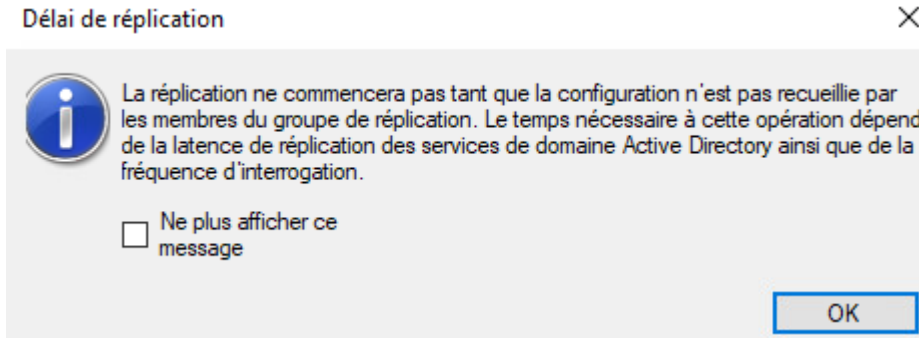 Délai de réplication
La réplication ne commencera pas tant que la configuration n'est pas recueillie par
les membres du groupe de réplication. Le temps nécessaire à cette opération dépend
de la latence de réplication des services de domaine Active Directory ainsi que de la
fréquence d'interrogation.
Ne plus afficher ce
message
OK